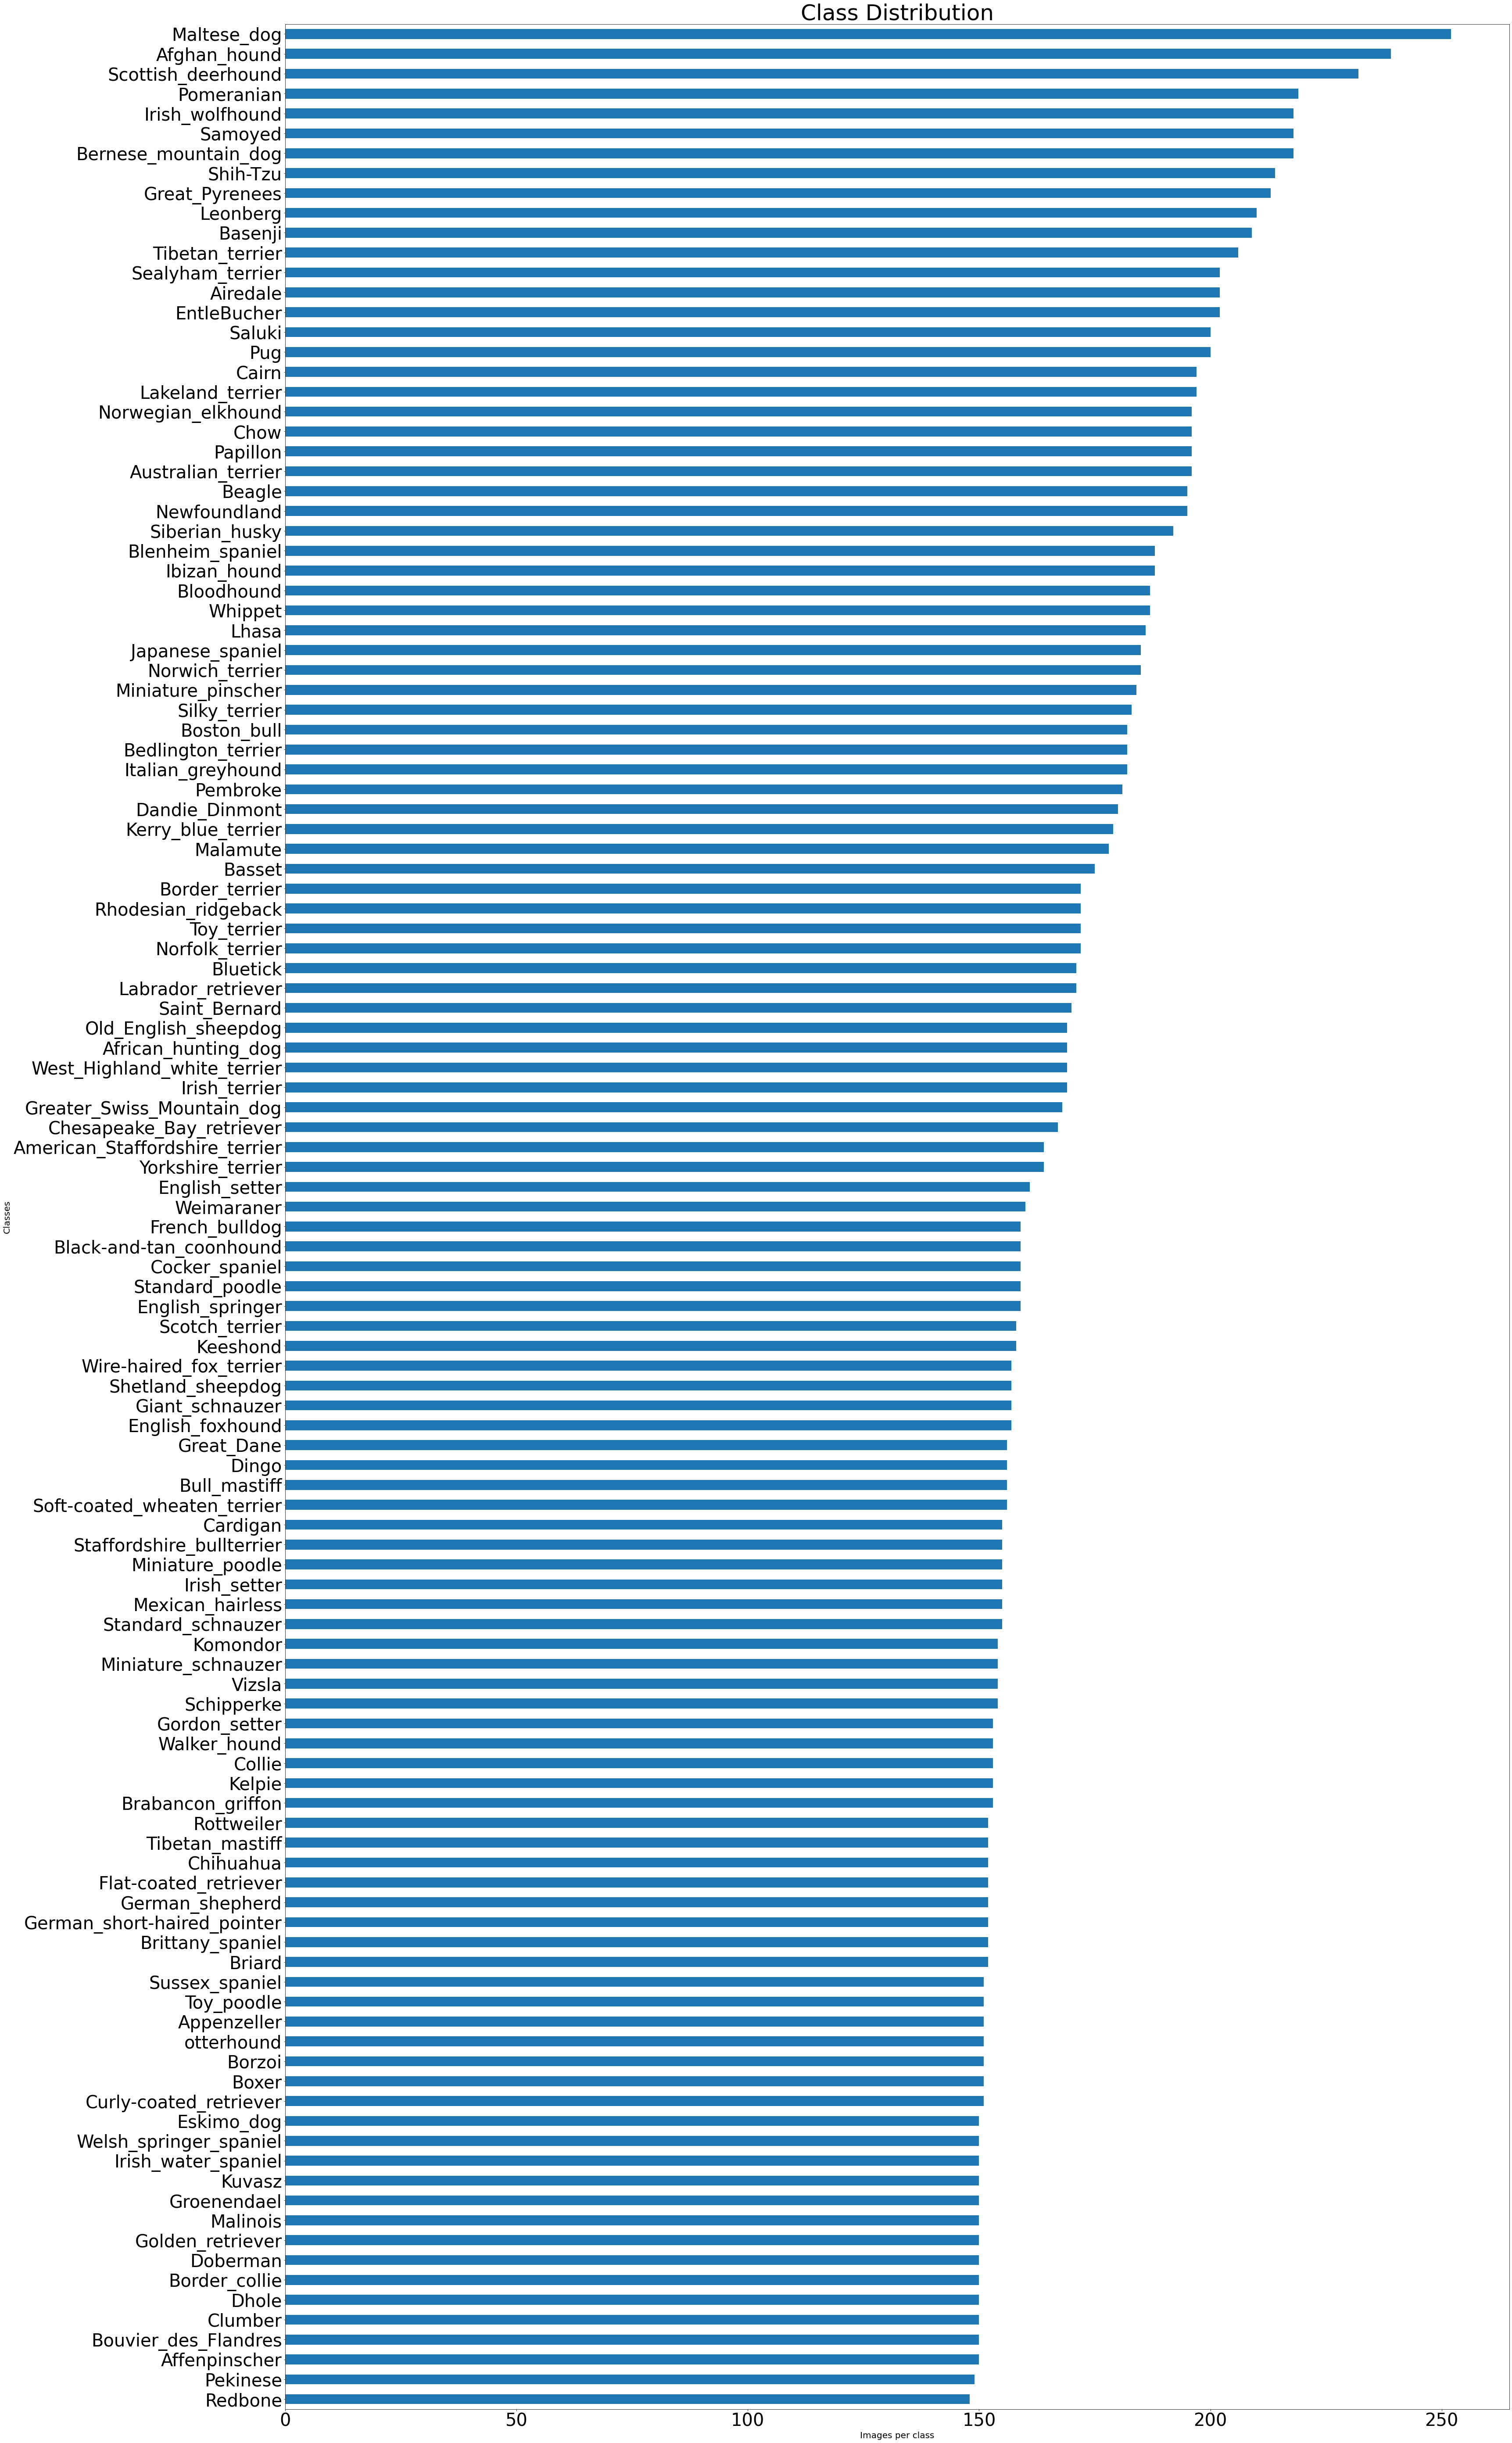 Class Distribution
Maltese_dog
Afghan_hound
Scottish_deerhound
Pomeranian
Irish_wolfhound
Samoyed
Bernese_mountain_dog
Shih-Tzu
Great_Pyrenees
Leonberg
Basenji
Tibetan_terrier
Sealyham_terrier
Airedale
EntleBucher
Saluki
Pug
Cairn
Lakeland_terrier
Norwegian_elkhound
Chow
Papillon
Australian_terrier
Beagle
Newfoundland
Siberian_husky
Blenheim_spaniel
Ibizan_hound
Bloodhound
Whippet
Lhasa
Japanese_spaniel
Norwich_terrier
Miniature_pinscher
Silky_terrier
Boston_bull
Bedlington_terrier
Italian_greyhound
Pembroke
Dandie_Dinmont
Kerry_blue_terrier
Malamute
Basset
Border_terrier
Rhodesian_ridgeback
Toy_terrier
Norfolk_terrier
Bluetick
Labrador_retriever
Saint_Bernard
Old_English_sheepdog
African_hunting_dog
West_Highland_white_terrier
Irish_terrier
Greater_Swiss_Mountain_dog
Chesapeake_Bay_retriever
American_Staffordshire_terrier
Yorkshire_terrier
English_setter
Weimaraner
French_bulldog
Black-and-tan_coonhound
Cocker_spaniel
Standard_poodle
English_springer
Scotch_terrier
Keeshond
Wire-haired_fox_terrier
Shetland_sheepdog
Giant_schnauzer
English_foxhound
Great_Dane
Dingo
Bull_mastiff
Soft-coated_wheaten_terrier
Cardigan
Staffordshire_bullterrier
Miniature_poodle
Irish_setter
Mexican_hairless
Standard_schnauzer
Komondor
Miniature_schnauzer
Vizsla
Schipperke
Gordon_setter
Walker_hound
Collie
Kelpie
Brabancon_griffon
Rottweiler
Tibetan_mastiff
Chihuahua
Flat-coated_retriever
German_shepherd
German_short-haired_pointer
Brittany_spaniel
Briard
Sussex_spaniel
Toy_poodle
Appenzeller
otterhound
Borzoi
Boxer
Curly-coated_retriever
Eskimo_dog
Welsh_springer_spaniel
Irish_water_spaniel
Kuvasz
Groenendael
Malinois
Golden_retriever
Doberman
Border_collie
Dhole
Clumber
Bouvier_des_Flandres
Affenpinscher
Pekinese
Redbone
Classes
0 50 100 150 200 250
Images per class